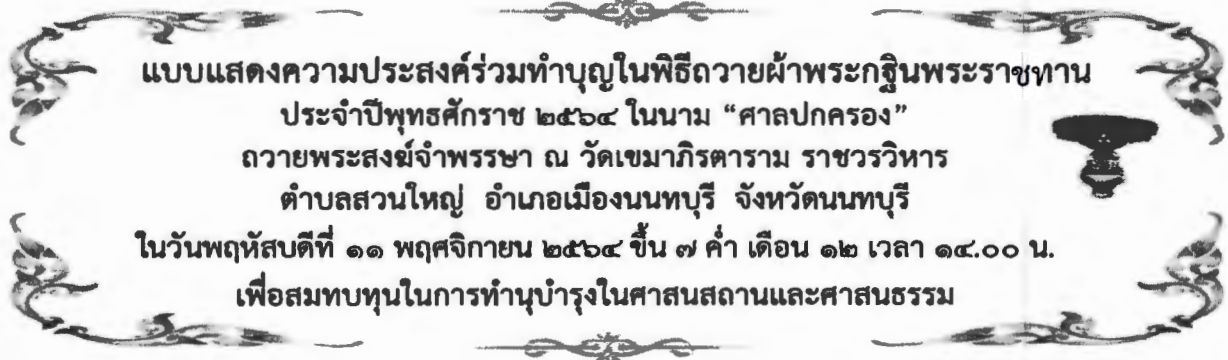 แบบแสดงความประสงค์ร่วมทำบุญในพิธีถวายผ้าพระกฐินพระราชทาน
ประจำปีพุทธศักราช ๒๕๖๔ ในนาม “ศาลปกครอง”
ถวายพระสงฆ์จำพรรษา ณ วัดเขมาภิรตาราม ราชวรวิหาร
ตำบลสวนใหญ่ อำเภอเมืองนนทบุรี จังหวัดนนทบุรี
ในวันพฤหัสบดีที่ ๑๑ พฤศจิกายน ๒๕๖๔ ขึ้น ๗ ค่ำ เดือน ๑๒ เวลา ๑๔.๐๐ น.
เพื่อสมทบทุนในการทำนุบำรุงในศาสนสถานและศาสนธรรม